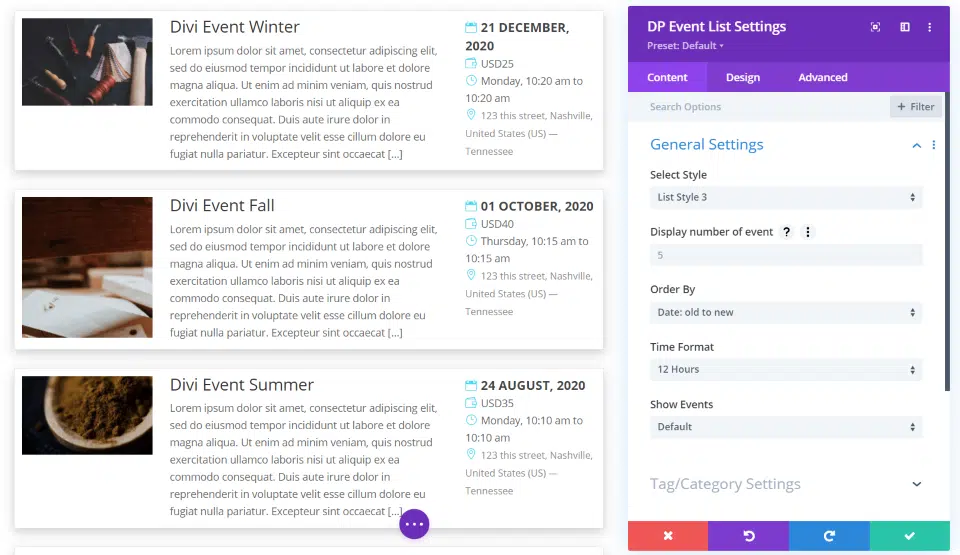 Divi Event Winter
Lorem ipsum dolor sit amet, consectetur adipiscing elit,
sed do eiusmod tempor incididunt ut labore et dolore
magna aliqua. Ut enim ad minim veniam, quis nostrud
exercitation ullamco laboris nisi ut aliquip ex ea
commodo consequat. Duis aute irure dolor in
reprehenderit in voluptate velit esse cillum dolore eu
fugiat nulla pariatur. Excepteur sint occaecat [...]
21 DECEMBER,
2020
USD25
Monday, 10:20 am to
10:20 am
123 this street, Nashville,
United States (US) —
Tennessee
Divi Event Fall
Lorem ipsum dolor sit amet, consectetur adipiscing elit,
sed do eiusmod tempor incididunt ut labore et dolore
magna aliqua. Ut enim ad minim veniam, quis nostrud
exercitation ullamco laboris nisi ut aliquip ex ea
commodo consequat. Duis aute irure dolor in
reprehenderit in voluptate velit esse cillum dolore eu
fugiat nulla pariatur. Excepteur sint occaecat [...]
01 OCTOBER, 2020
USD40
Thursday, 10:15 am to
10:15 am
123 this street, Nashville,
United States (US) —
Tennessee
Divi Event Summer
Lorem ipsum dolor sit amet, consectetur adipiscing elit,
sed do eiusmod tempor incididunt ut labore et dolore
magna aliqua. Ut enim ad minim veniam, quis nostrud
exercitation ullamco laboris nisi ut aliquip ex ea
commodo consequat. Duis aute irure dolor in
reprehenderit in voluptate velit esse cillum dolore eu
fugiat nulla pariatur. Excepteur sint occaecat [...]
24 AUGUST, 2020
USD35
Monday, 10:10 am to
10:10 am
123 this street, Nashville,
United States (US) —
Tennessee
DP Event List Settings
Preset: Default
Content Design Advanced
Search Options + Filter
General Settings
Select Style
List Style 3
Display number of event ?
5
Order By
Date: old to new
Time Format
12 Hours
Show Events
Default
Tag/Category Settings